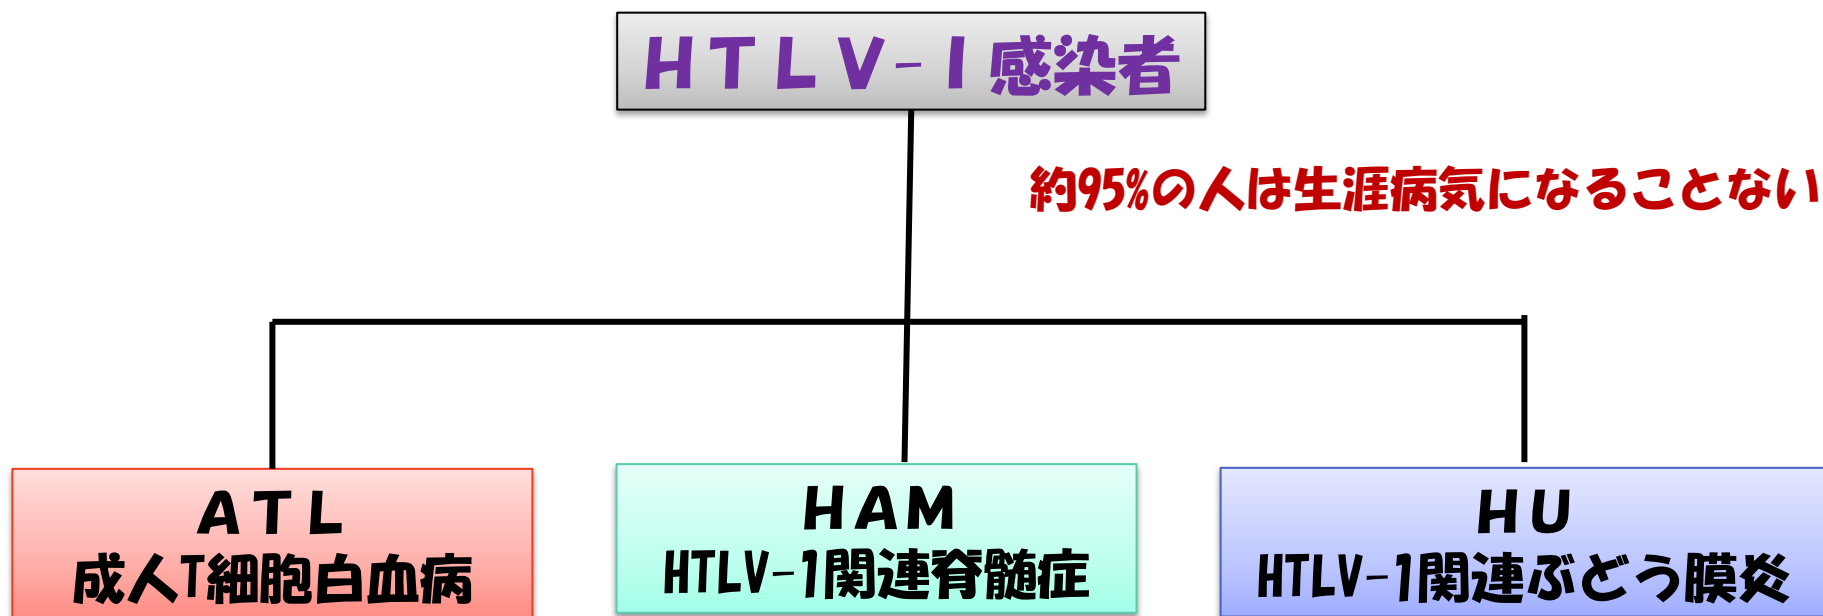 ＨＴＬＶ-１感染者
約95%の人は生涯病気になることない
ＡＴＬ
成人T細胞白血病
ＨＡＭ
HTLV-1関連脊髄症
ＨＵ
HTLV-1関連ぶどう膜炎